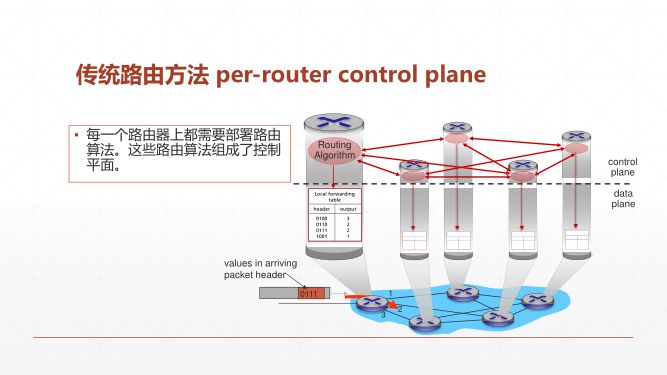 传统路由方法 per-router control plane
▪ 每一个路由器上都需要部署路由
算法。这些路由算法组成了控制
平面。
Routing
Algorithm
control
plane
data
plane
Local forwarding
table
header output
0100 3
0110 2
0111 2
1001 1
values in arriving
packet header
0111
1
2
3